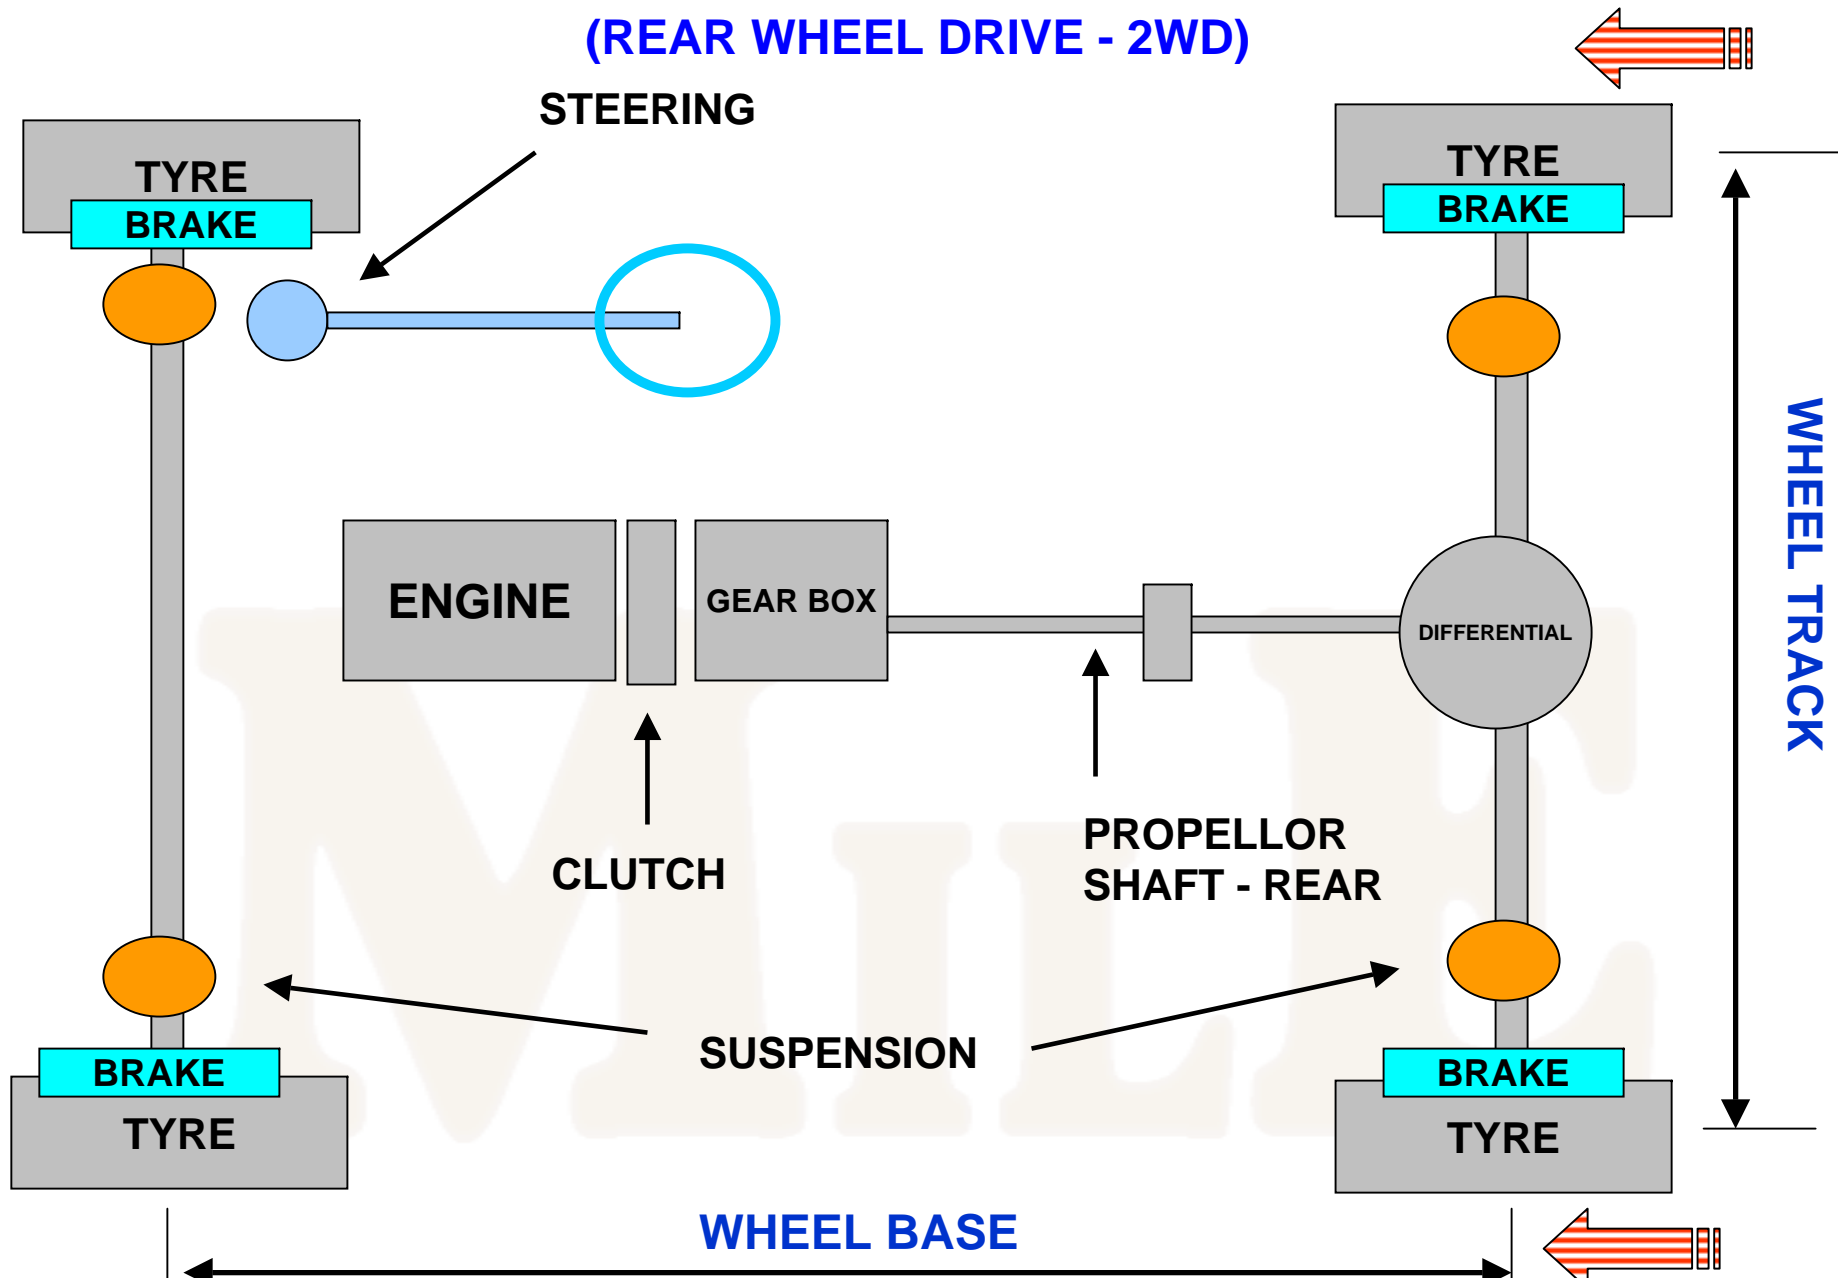 (REAR WHEEL DRIVE - 2WD)
STEERING
TYRE
BRAKE
TYRE
BRAKE
WHEEL TRACK
ENGINE
GEAR BOX
DIFFERENTIAL
CLUTCH
PROPELLOR
SHAFT - REAR
SUSPENSION
BRAKE
TYRE
BRAKE
TYRE
WHEEL BASE
MILE